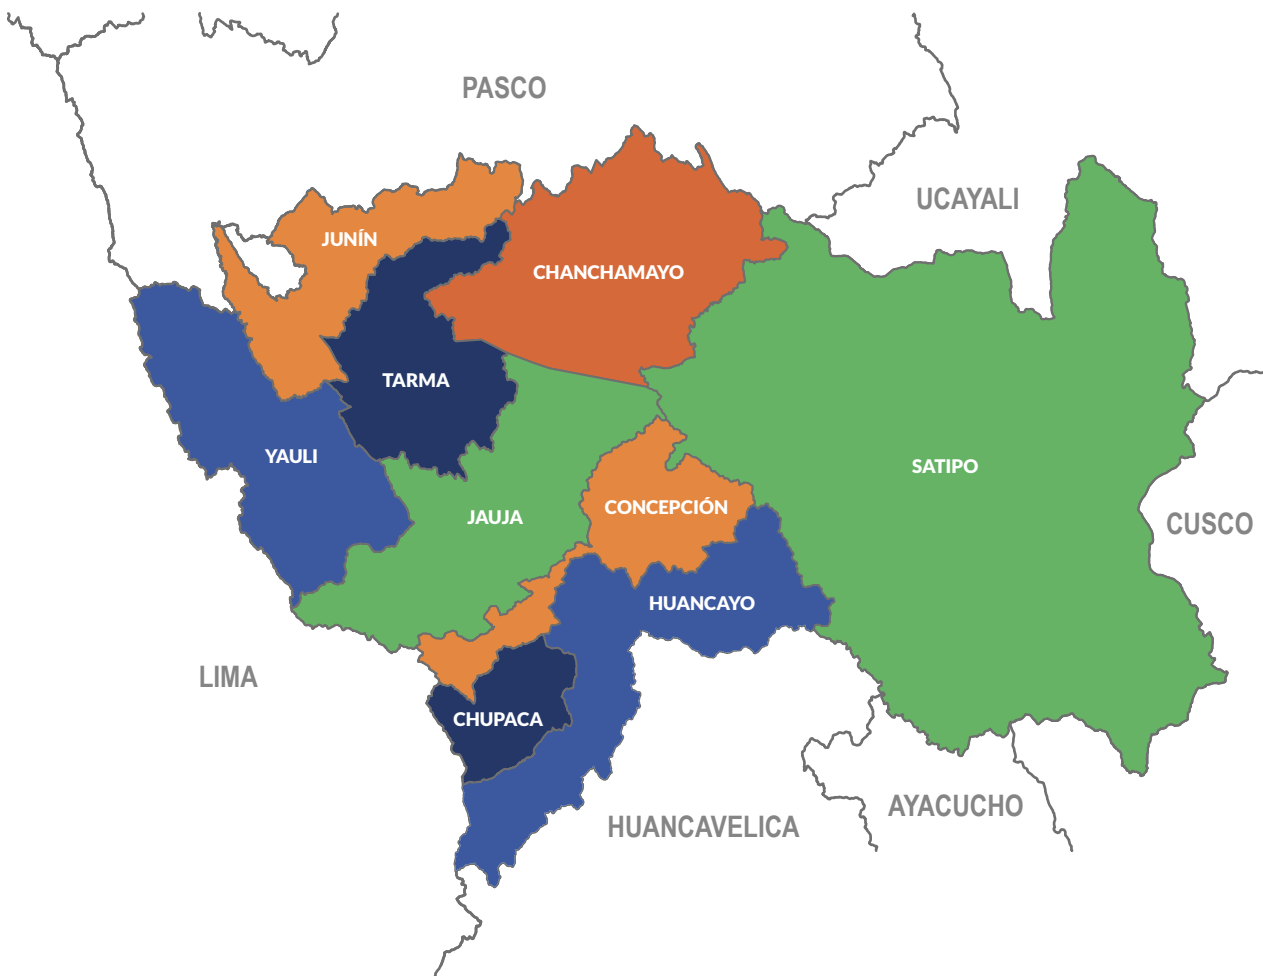 PASCO
UCAYALI
JUNÍN
CHANCHAMAYO
TARMA
YAULI
SATIPO
JAUJA
CONCEPCIÓN
CUSCO
HUANCAYO
LIMA
CHUPACA
AYACUCHO
HUANCAVELICA